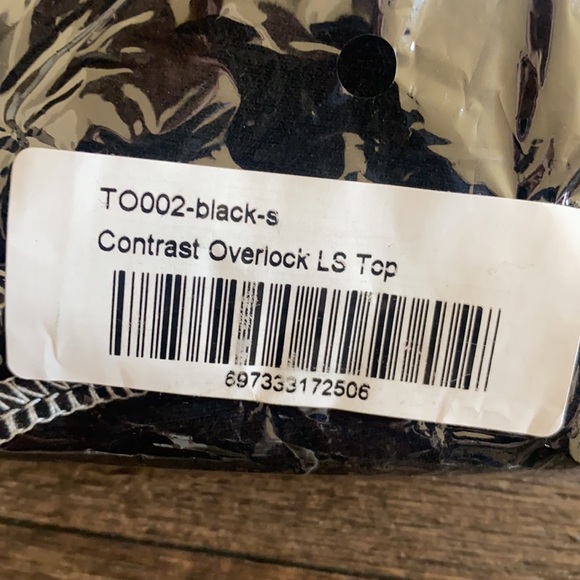 TO002-black-s
Contrast Overlock LS Top
697333172506